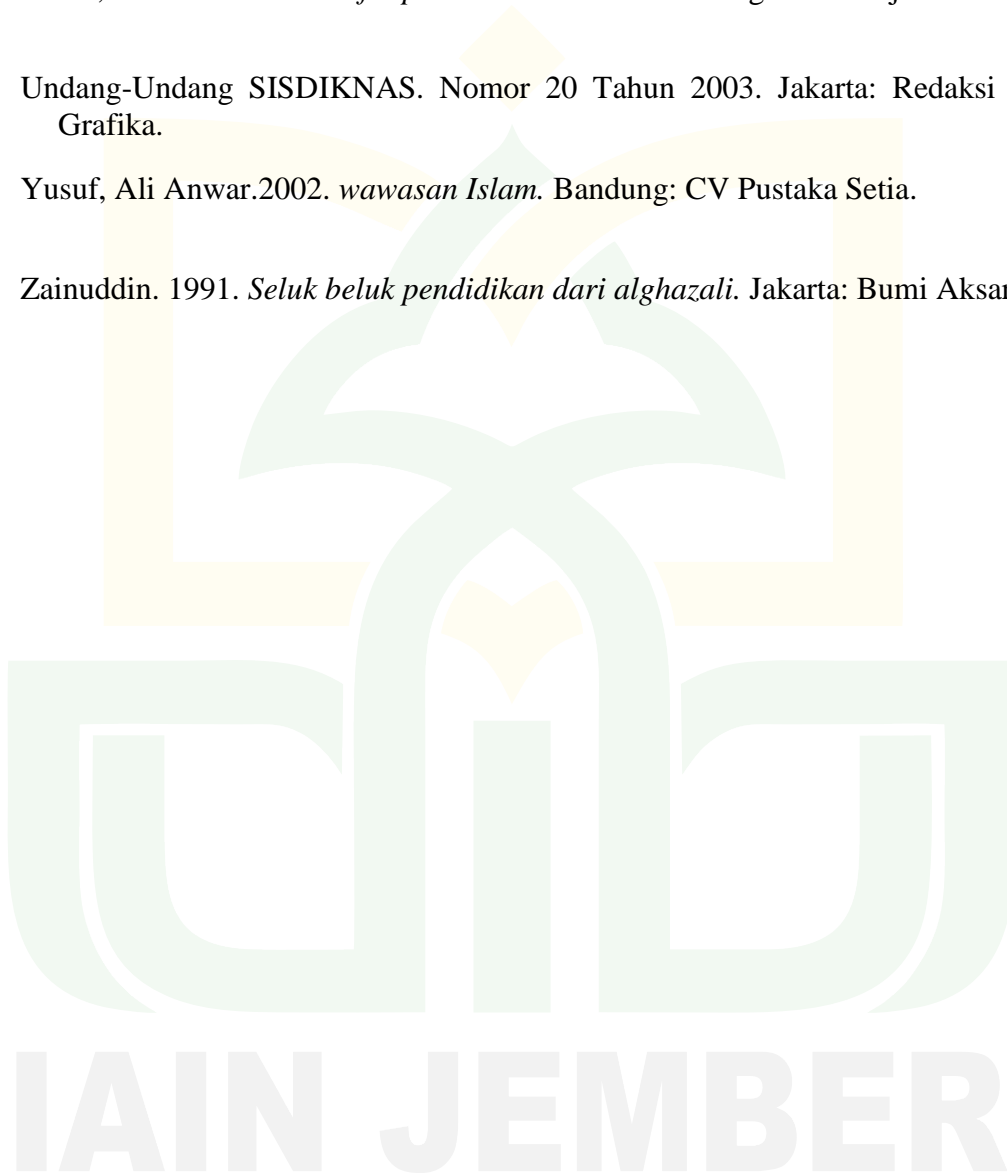 Undang-Undang SISDIKNAS. Nomor 20 Tahun 2003. Jakarta: Redaksi
Grafika.
Yusuf, Ali Anwar.2002. wawasan Islam. Bandung: CV Pustaka Setia.
Zainuddin. 1991. Seluk beluk pendidikan dari alghazali. Jakarta: Bumi
IAIN JEMBER